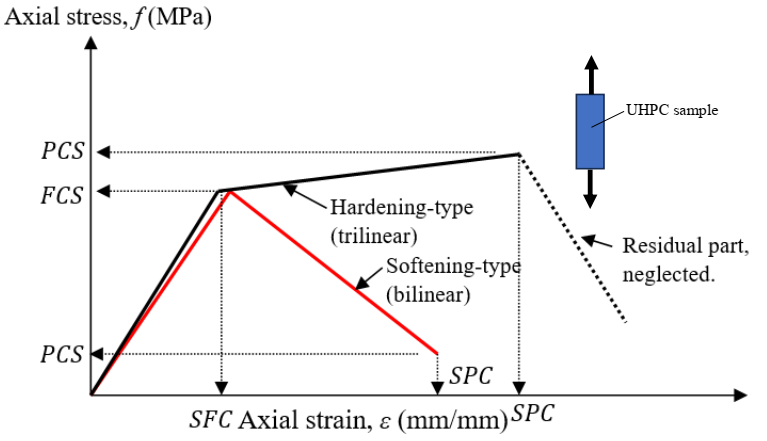 Axial stress, f (MPa)
UHPC sample
PCS
FCS
Hardening-type
(trilinear)
Residual part,
neglected.
Softening-type
(bilinear)
PCS
SPC
SFC Axial strain, ε (mm/mm) SPC